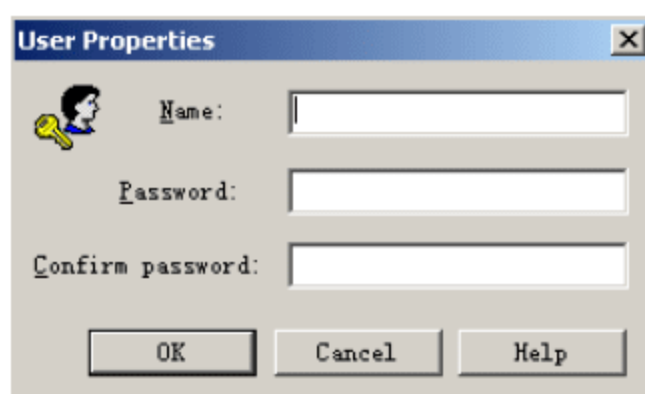 User Properties
Name:
Password:
Confirm password:
OK Cancel Help